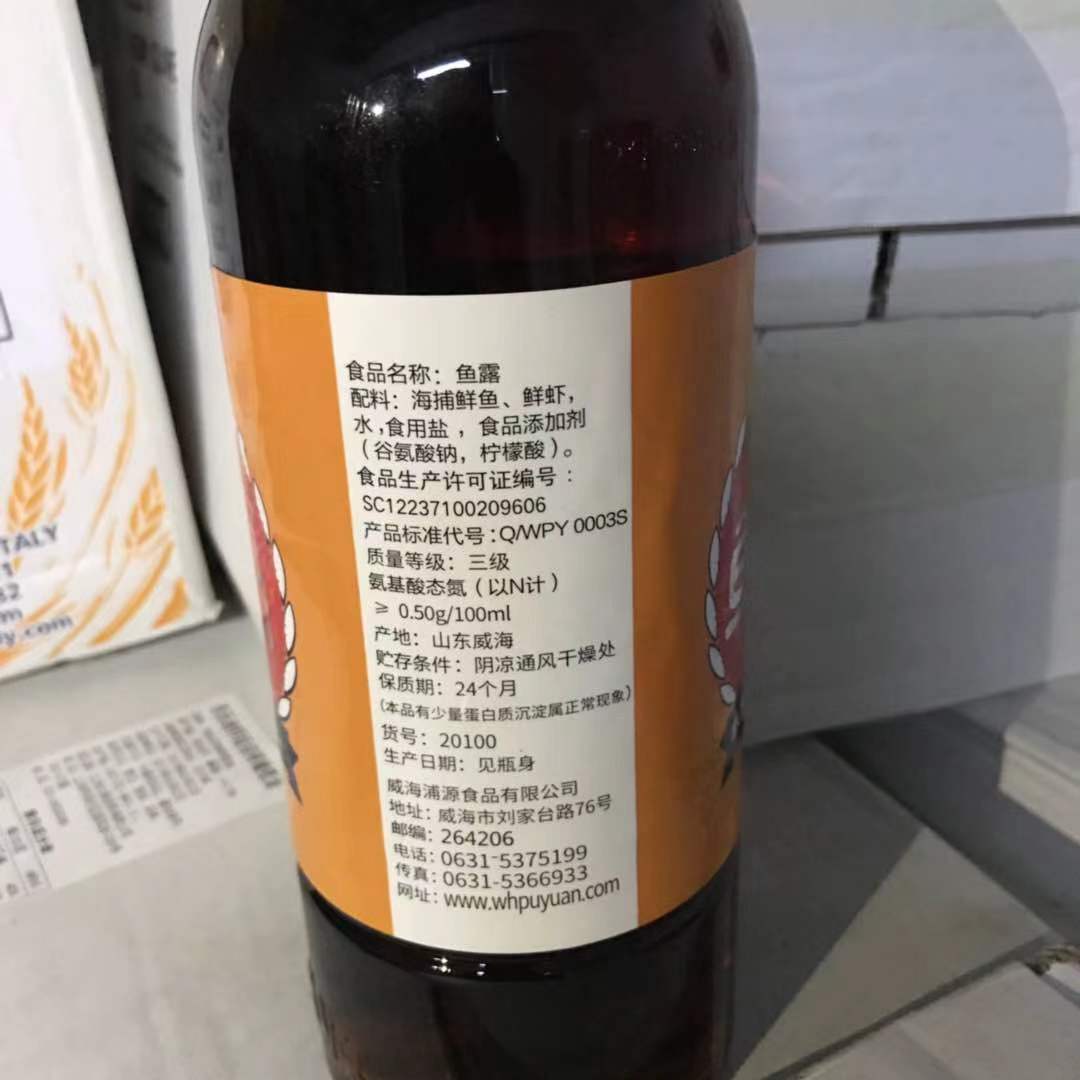 食品名称：鱼露
配料：海捕鲜鱼、鲜虾，
水,食用盐，食品添加剂
（谷氨酸钠，柠檬酸）。
食品生产许可证编号：
SC12237100209606
产品标准代号：Q/WPY 0003S
质量等级：三级
氨基酸态氮（以N计）
≥ 0.50g/100ml
产地：山东威海
贮存条件：阴凉通风干燥处
保质期：24个月
（本品有少量蛋白质沉淀属正常现象）
货号：20100
生产日期：见瓶身
威海浦源食品有限公司
地址：威海市刘家台路76号
邮编：264206
电话：0631-5375199
传真：0631-5366933
网址：www.whpuyuan.com
TALY